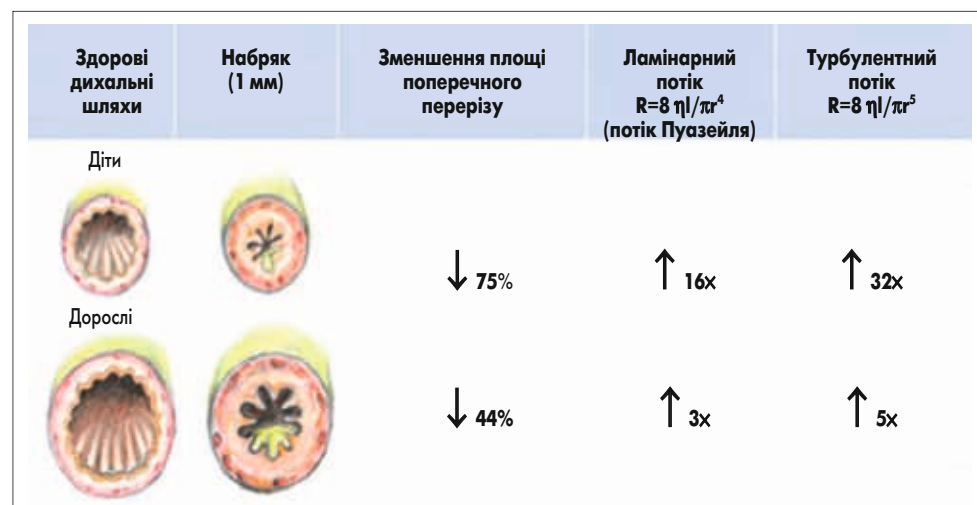 Здорові
дихальні
шляхи
Набряк
(1 мм)
Зменшення площі
поперечного
перерізу
Ламінарний
потік
R=8 ηl/πr⁴
(потік Пуазейля)
Турбулентний
потік
R=8 ηl/πr⁵
Діти
↓ 75%
↑ 16x
↑ 32x
Дорослі
↓ 44%
↑ 3x
↑ 5x